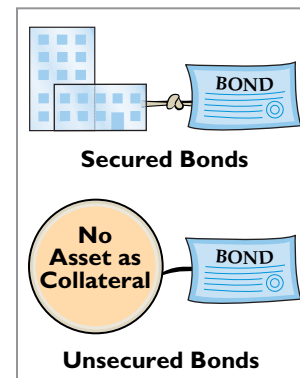 BOND
Secured Bonds
No
Asset as
Collateral
BOND
Unsecured Bonds